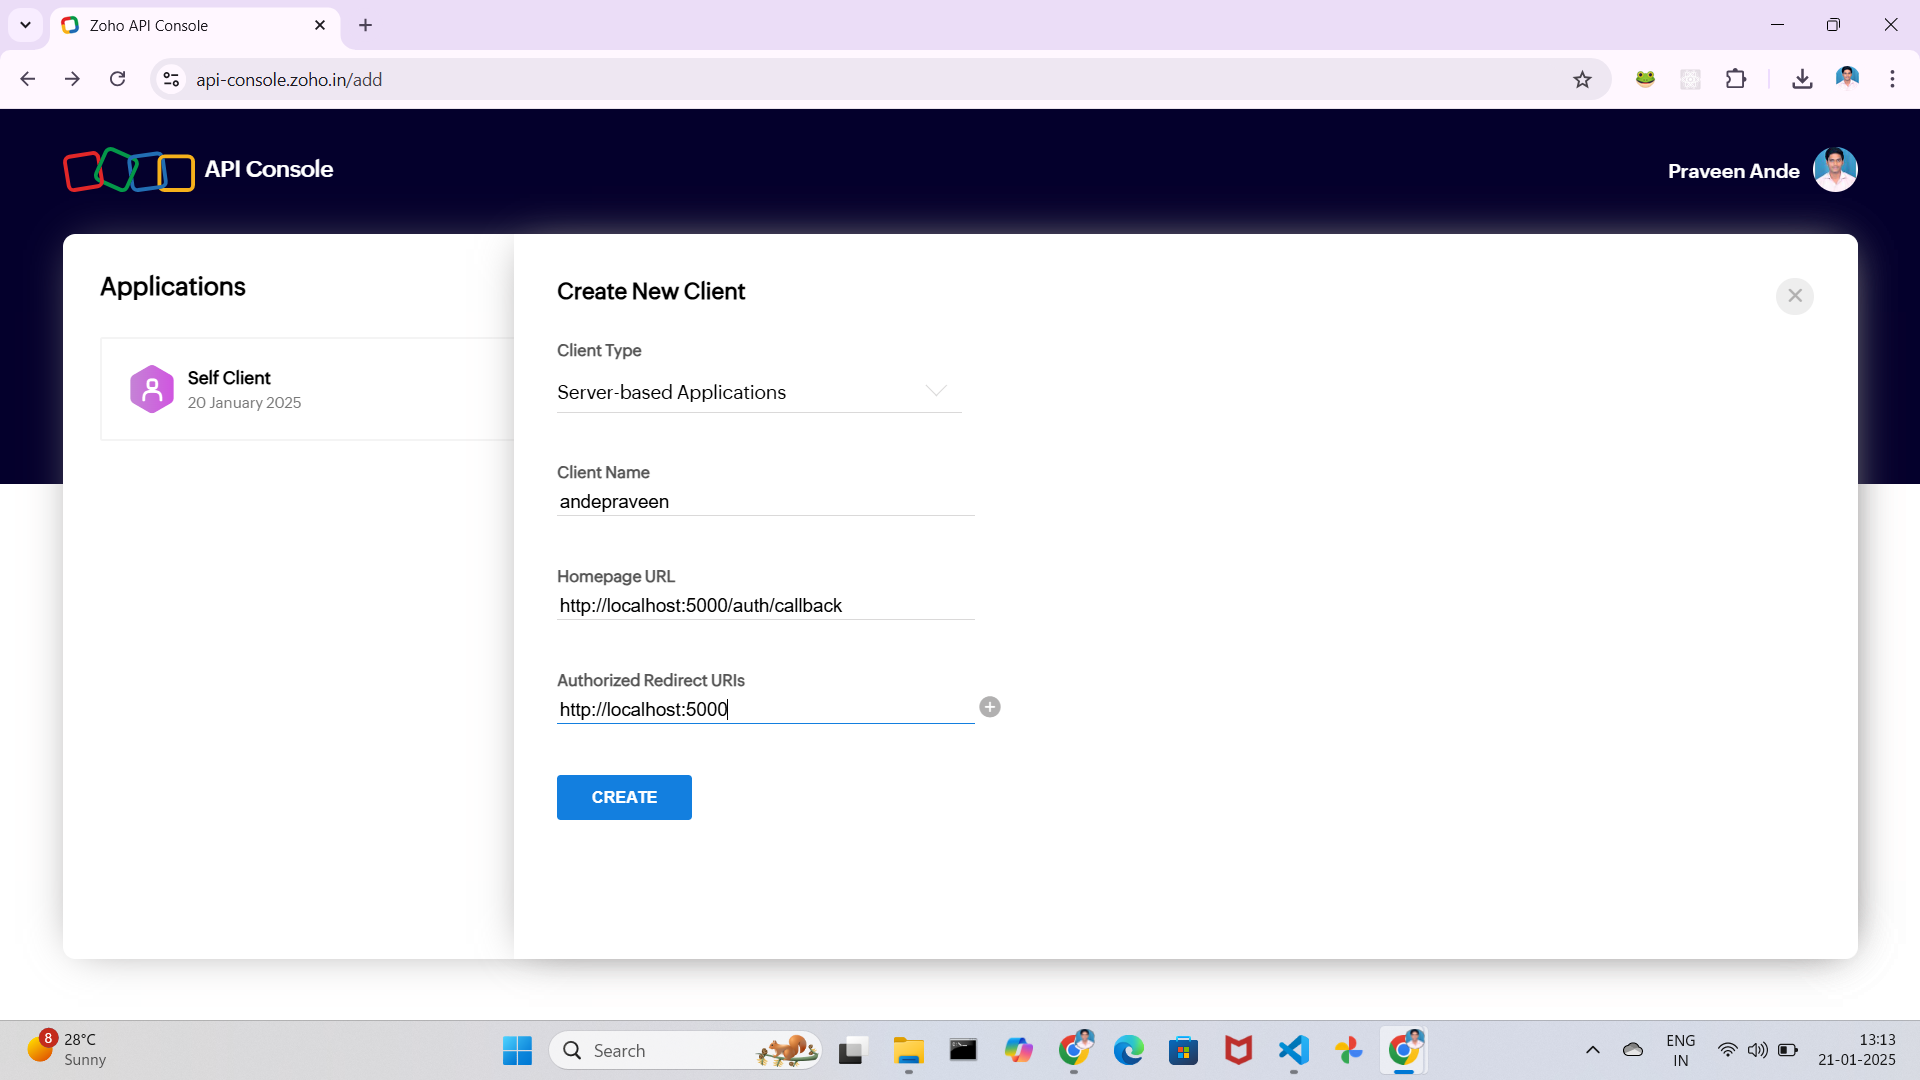 Zoho API Console
api-console.zoho.in/add
API Console
Praveen Ande
Applications
Self Client
20 January 2025
Create New Client
Client Type
Server-based Applications
Client Name
andepraveen
Homepage URL
http://localhost:5000/auth/callback
Authorized Redirect URIs
http://localhost:5000
CREATE
8
28°C
Sunny
Search
ENG
IN
13:13
21-01-2025